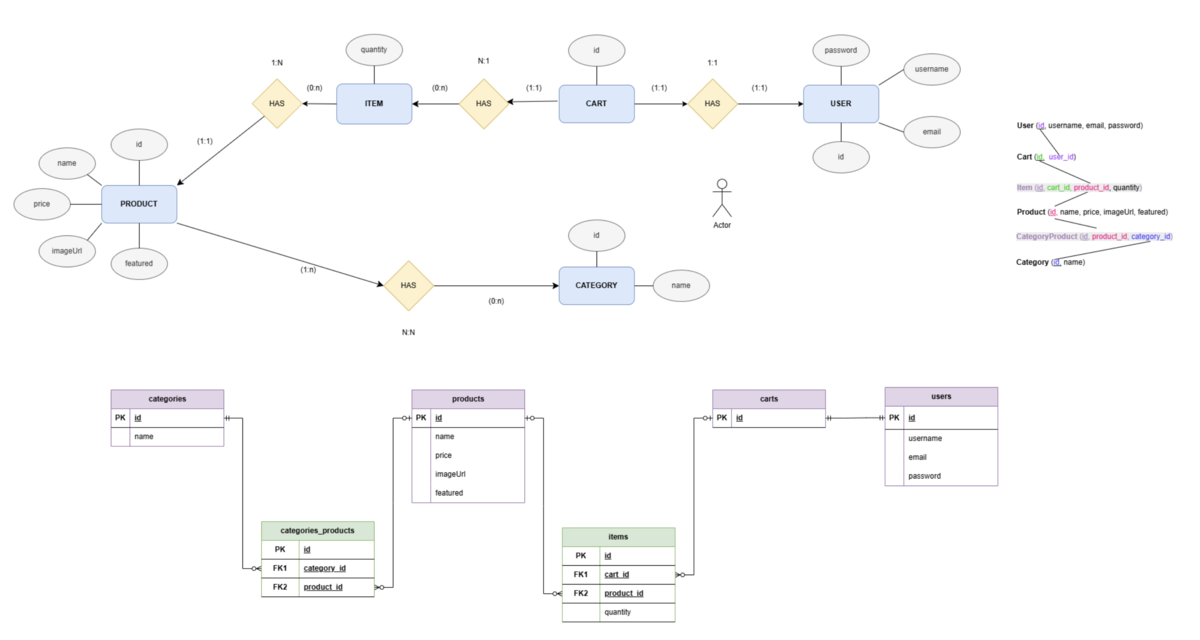 quantity
id
password
username
1:N
N:1
1:1
(0:n)
(0:n)
(1:1)
(1:1)
(1:1)
HAS
ITEM
HAS
CART
HAS
USER
email
id
(1:1)
id
name
price
PRODUCT
imageUrl
featured
Actor
User (id, username, email, password)
Cart (id, user_id)
Item (id, cart_id, product_id, quantity)
Product (id, name, price, imageUrl, featured)
CategoryProduct (id, product_id, category_id)
Category (id, name)
id
(1:n)
HAS
(0:n)
CATEGORY
name
N:N
categories
PK id
name
products
PK id
name
price
imageUrl
featured
carts
PK id
users
PK id
username
email
password
categories_products
PK id
FK1 category_id
FK2 product_id
items
PK id
FK1 cart_id
FK2 product_id
quantity